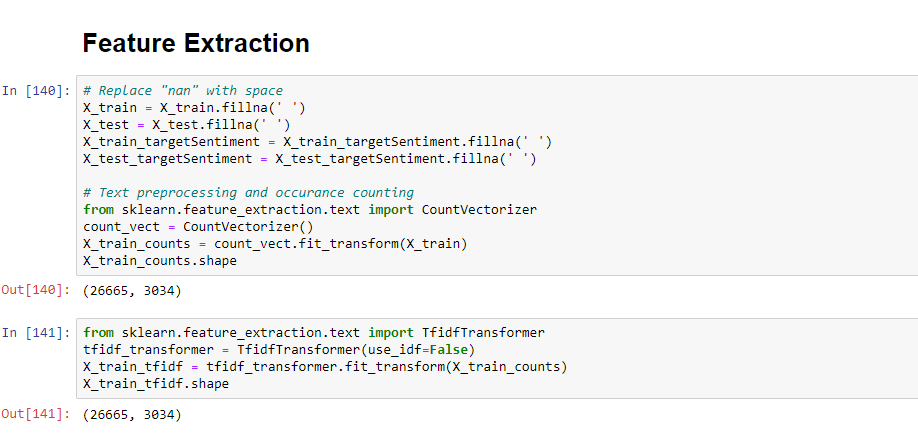 Feature Extraction
In [140]: # Replace "nan" with space
X_train = X_train.fillna(' ')
X_test = X_test.fillna(' ')
X_train_targetSentiment = X_train_targetSentiment.fillna(' ')
X_test_targetSentiment = X_test_targetSentiment.fillna(' ')
# Text preprocessing and occurance counting
from sklearn.feature_extraction.text import CountVectorizer
count_vect = CountVectorizer()
X_train_counts = count_vect.fit_transform(X_train)
X_train_counts.shape
Out[140]: (26665, 3034)
In [141]: from sklearn.feature_extraction.text import TfidfTransformer
tfidf_transformer = TfidfTransformer(use_idf=False)
X_train_tfidf = tfidf_transformer.fit_transform(X_train_counts)
X_train_tfidf.shape
Out[141]: (26665, 3034)